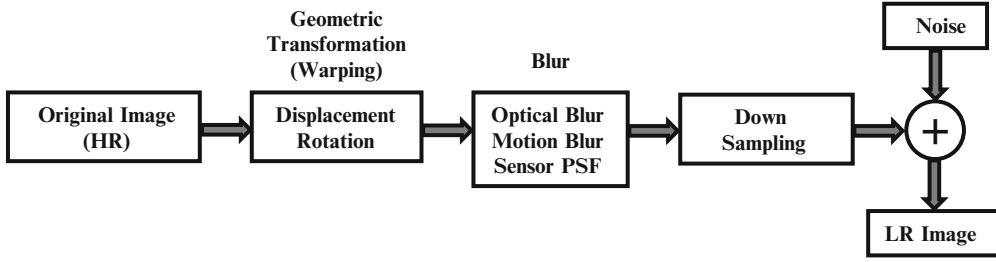 Geometric
Transformation
(Warping)
Blur
Noise
Original Image
(HR)
Displacement
Rotation
Optical Blur
Motion Blur
Sensor PSF
Down
Sampling
+
LR Image